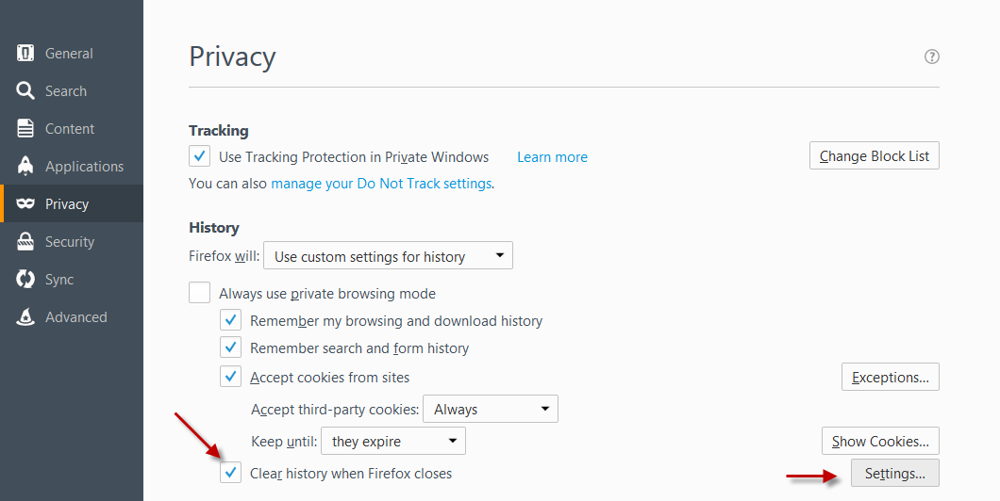 General
Search
Content
Applications
Privacy
Security
Sync
Advanced
Privacy
?
Tracking
Use Tracking Protection in Private Windows Learn more Change Block List
You can also manage your Do Not Track settings.
History
Firefox will: Use custom settings for history
Always use private browsing mode
Remember my browsing and download history
Remember search and form history
Accept cookies from sites Exceptions...
Accept third-party cookies: Always
Keep until: they expire Show Cookies...
Clear history when Firefox closes Settings...